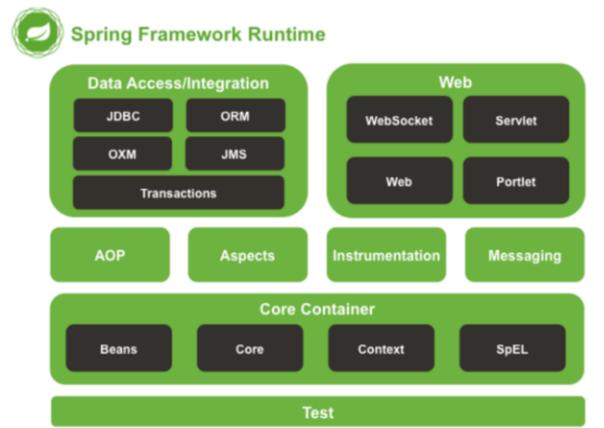 Spring Framework Runtime
Data Access/Integration
JDBC
ORM
OXM
JMS
Transactions
Web
WebSocket
Servlet
Web
Portlet
AOP
Aspects
Instrumentation
Messaging
Core Container
Beans
Core
Context
SpEL
Test